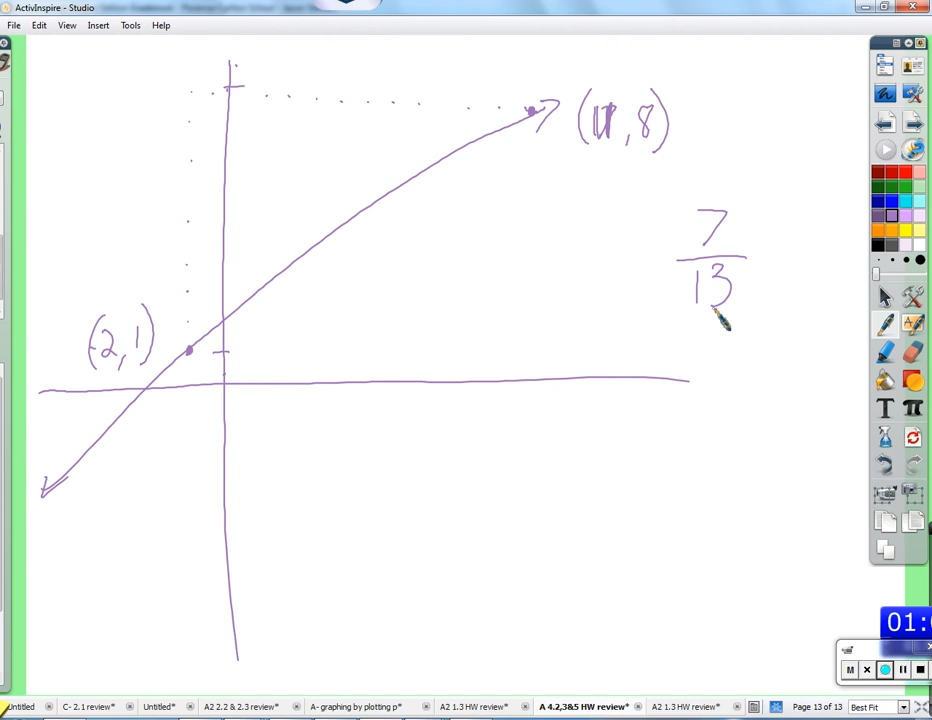 ActivInspire - Studio
File Edit View Insert Tools Help
(11, 8)
7
13
(-2, 1)
T π
01:
M
Untitled C- 2.1 review* Untitled* A2 2.2 & 2.3 review* A- graphing by plotting p* A2 1.3 HW review* A 4.2,3&5 HW review* A2 1.3 HW review* Page 13 of 13 Best Fit